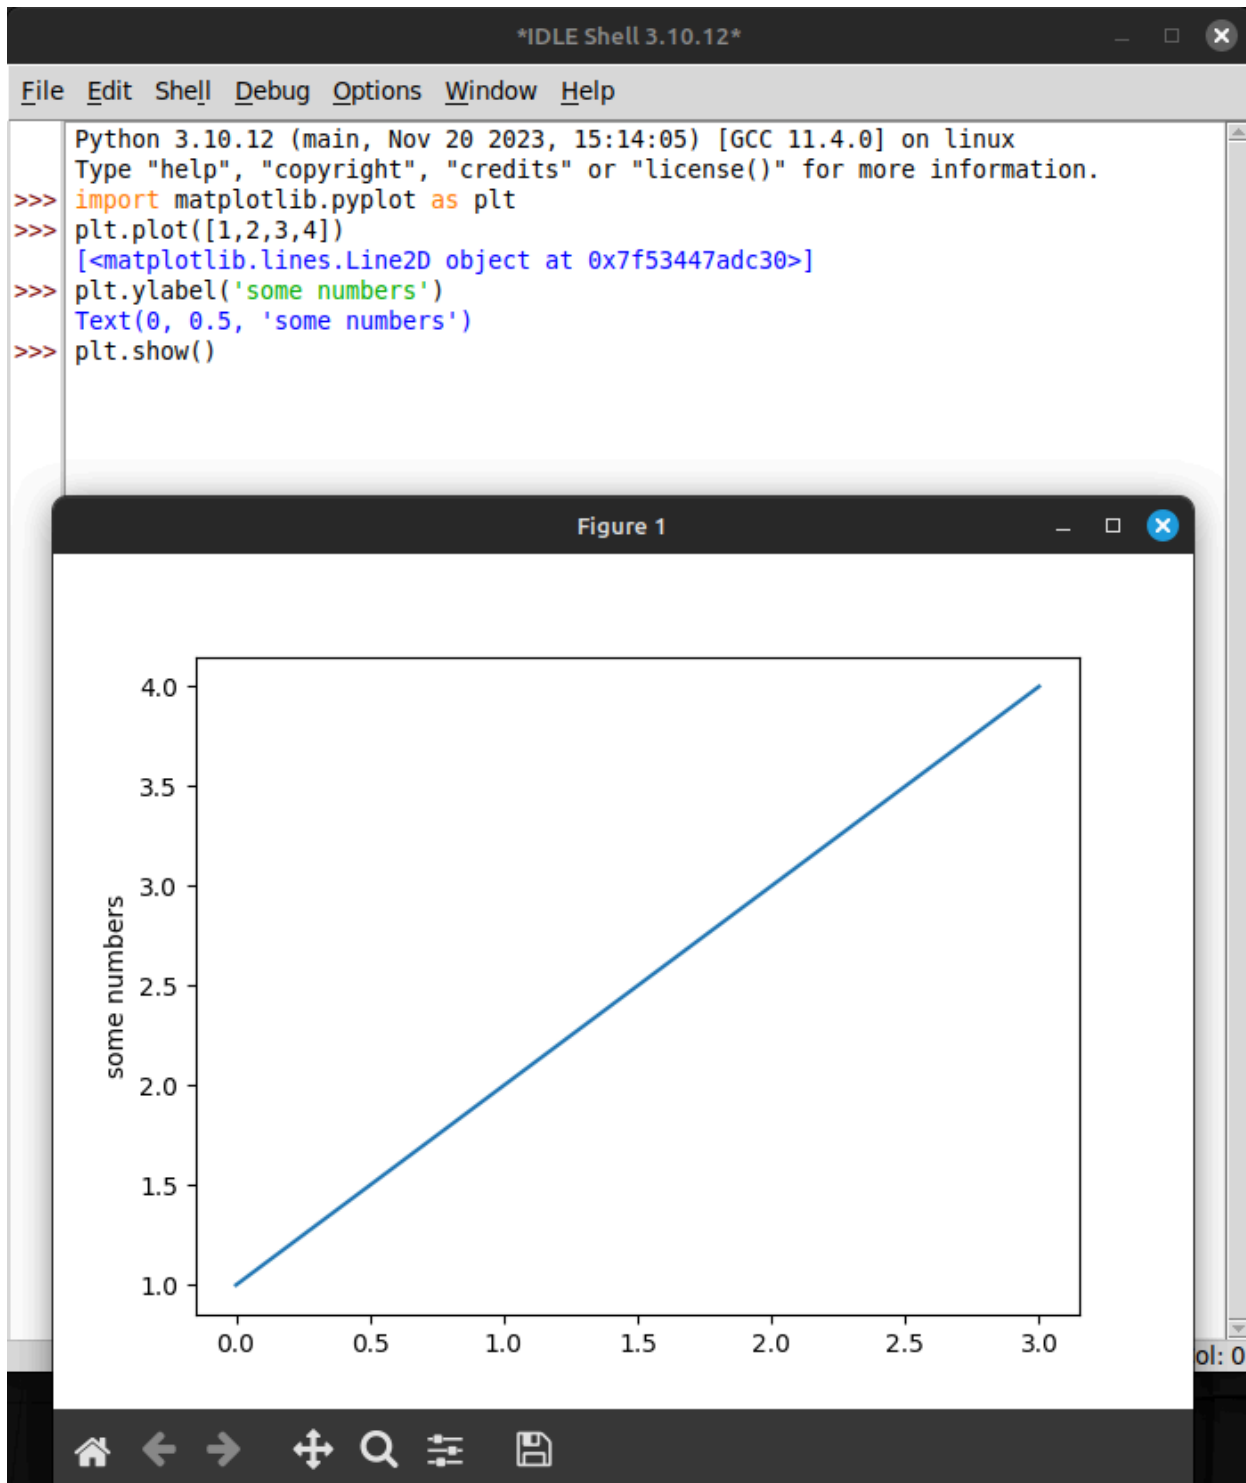 *IDLE Shell 3.10.12*
File Edit Shell Debug Options Window Help
Python 3.10.12 (main, Nov 20 2023, 15:14:05) [GCC 11.4.0] on linux
Type "help", "copyright", "credits" or "license()" for more information.
>>> import matplotlib.pyplot as plt
>>> plt.plot([1,2,3,4])
[<matplotlib.lines.Line2D object at 0x7f53447adc30>]
>>> plt.ylabel('some numbers')
Text(0, 0.5, 'some numbers')
>>> plt.show()
Figure 1
4.0
3.5
3.0
2.5
2.0
1.5
1.0
some numbers
0.0 0.5 1.0 1.5 2.0 2.5 3.0
ol: 0